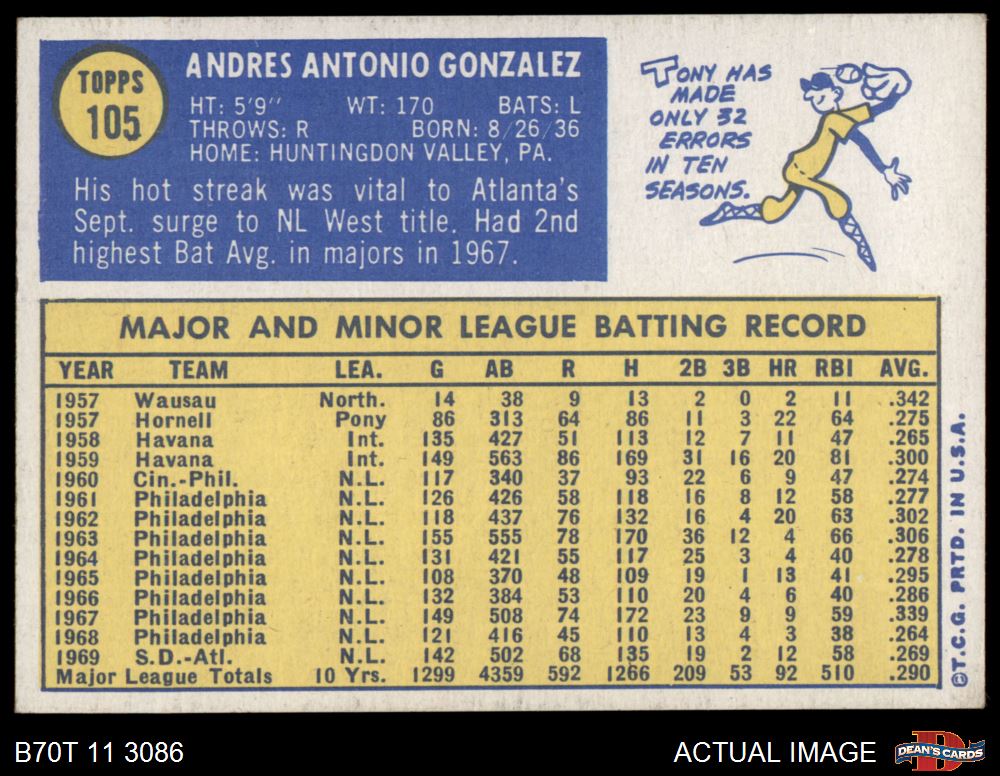 TOPPS
105
ANDRES ANTONIO GONZALEZ
HT: 5'9" WT: 170 BATS: L
THROWS: R BORN: 8/26/36
HOME: HUNTINGDON VALLEY, PA.
His hot streak was vital to Atlanta's
Sept. surge to NL West title. Had 2nd
highest Bat Avg. in majors in 1967.
TONY HAS
MADE
ONLY 32
ERRORS
IN TEN
SEASONS.
MAJOR AND MINOR LEAGUE BATTING RECORD
YEAR TEAM LEA. G AB R H 2B 3B HR RBI AVG.
1957 Wausau North. 14 38 9 13 2 0 2 11 .342
1957 Hornell Pony 86 313 64 86 11 3 22 64 .275
1958 Havana Int. 135 427 51 113 12 7 11 47 .265
1959 Havana Int. 149 563 86 169 31 16 20 81 .300
1960 Cin.-Phil. N.L. 117 340 37 93 22 6 9 47 .274
1961 Philadelphia N.L. 126 426 58 118 16 8 12 58 .277
1962 Philadelphia N.L. 118 437 76 132 16 4 20 63 .302
1963 Philadelphia N.L. 155 555 78 170 36 12 4 66 .306
1964 Philadelphia N.L. 131 421 55 117 25 3 4 40 .278
1965 Philadelphia N.L. 108 370 48 109 19 1 13 41 .295
1966 Philadelphia N.L. 132 384 53 110 20 4 6 40 .286
1967 Philadelphia N.L. 149 508 74 172 23 9 9 59 .339
1968 Philadelphia N.L. 121 416 45 110 13 4 3 38 .264
1969 S.D.-Atl. N.L. 142 502 68 135 19 2 12 58 .269
Major League Totals 10 Yrs. 1299 4359 592 1266 209 53 92 510 .290
©T.C.G. PRTD. IN U.S.A.
B70T 11 3086
ACTUAL IMAGE
D
DEAN'S CARDS